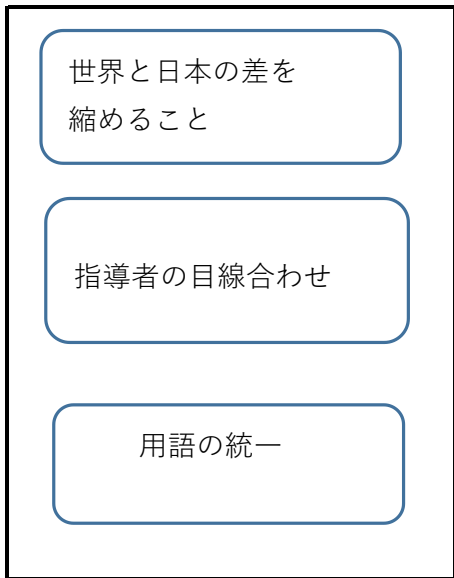 世界と日本の差を
縮めること
指導者の目線合わせ
用語の統一